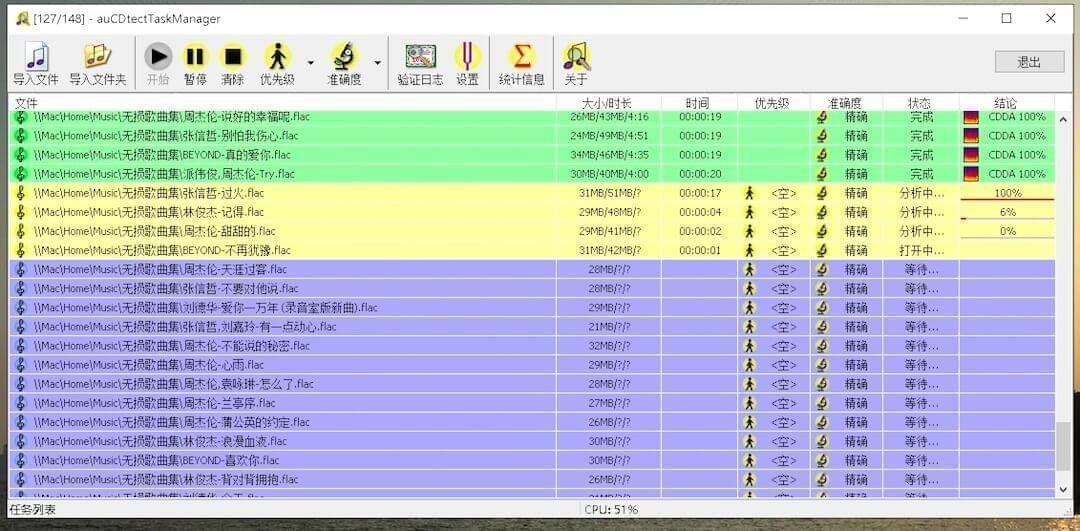 [127/148] - auCDtectTaskManager
导入文件 导入文件夹 开始 暂停 清除 优先级 准确度 验证日志 设置 统计信息 关于 退出
文件 大小/时长 时间 优先级 准确度 状态 结论
\\Mac\Home\Music\无损歌曲集\周杰伦-说好的幸福呢.flac 26MB/43MB/4:16 00:00:19 精确 完成 CDDA 100%
\\Mac\Home\Music\无损歌曲集\张信哲-别怕我伤心.flac 24MB/49MB/4:51 00:00:19 精确 完成 CDDA 100%
\\Mac\Home\Music\无损歌曲集\BEYOND-真的爱你.flac 34MB/46MB/4:35 00:00:19 精确 完成 CDDA 100%
\\Mac\Home\Music\无损歌曲集\派伟俊,周杰伦-Try.flac 30MB/40MB/4:00 00:00:20 精确 完成 CDDA 100%
\\Mac\Home\Music\无损歌曲集\张信哲-过火.flac 31MB/51MB/? 00:00:17 <空> 精确 分析中... 100%
\\Mac\Home\Music\无损歌曲集\林俊杰-记得.flac 29MB/48MB/? 00:00:04 <空> 精确 分析中... 6%
\\Mac\Home\Music\无损歌曲集\周杰伦-甜甜的.flac 29MB/41MB/? 00:00:02 <空> 精确 分析中... 0%
\\Mac\Home\Music\无损歌曲集\BEYOND-不再犹豫.flac 31MB/42MB/? 00:00:01 <空> 精确 打开中...
\\Mac\Home\Music\无损歌曲集\周杰伦-天涯过客.flac 28MB/?/? <空> 精确 等待...
\\Mac\Home\Music\无损歌曲集\张信哲-不要对他说.flac 28MB/?/? <空> 精确 等待...
\\Mac\Home\Music\无损歌曲集\刘德华-爱你一万年 (录音室版新曲).flac 29MB/?/? <空> 精确 等待...
\\Mac\Home\Music\无损歌曲集\张信哲,刘嘉玲-有一点动心.flac 21MB/?/? <空> 精确 等待...
\\Mac\Home\Music\无损歌曲集\周杰伦-不能说的秘密.flac 32MB/?/? <空> 精确 等待...
\\Mac\Home\Music\无损歌曲集\周杰伦-心雨.flac 29MB/?/? <空> 精确 等待...
\\Mac\Home\Music\无损歌曲集\周杰伦,袁咏琳-怎么了.flac 28MB/?/? <空> 精确 等待...
\\Mac\Home\Music\无损歌曲集\周杰伦-兰亭序.flac 27MB/?/? <空> 精确 等待...
\\Mac\Home\Music\无损歌曲集\周杰伦-蒲公英的约定.flac 26MB/?/? <空> 精确 等待...
\\Mac\Home\Music\无损歌曲集\林俊杰-浪漫血液.flac 30MB/?/? <空> 精确 等待...
\\Mac\Home\Music\无损歌曲集\BEYOND-喜欢你.flac 30MB/?/? <空> 精确 等待...
\\Mac\Home\Music\无损歌曲集\林俊杰-背对背拥抱.flac 26MB/?/? <空> 精确 等待...
任务列表 CPU: 51%